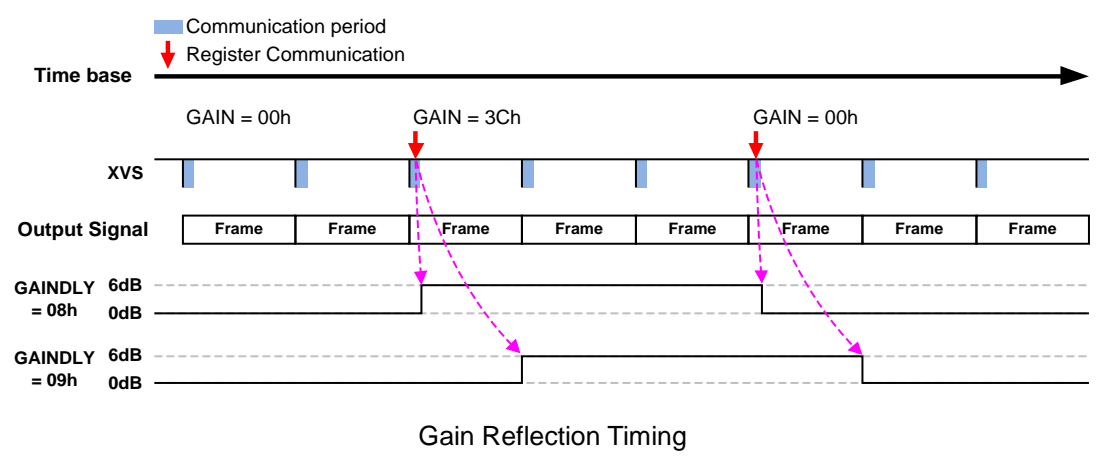 Communication period
Register Communication
Time base
GAIN = 00h GAIN = 3Ch GAIN = 00h
XVS
Output Signal Frame Frame Frame Frame Frame Frame Frame Frame
GAINDLY 6dB
= 08h 0dB
GAINDLY 6dB
= 09h 0dB
Gain Reflection Timing